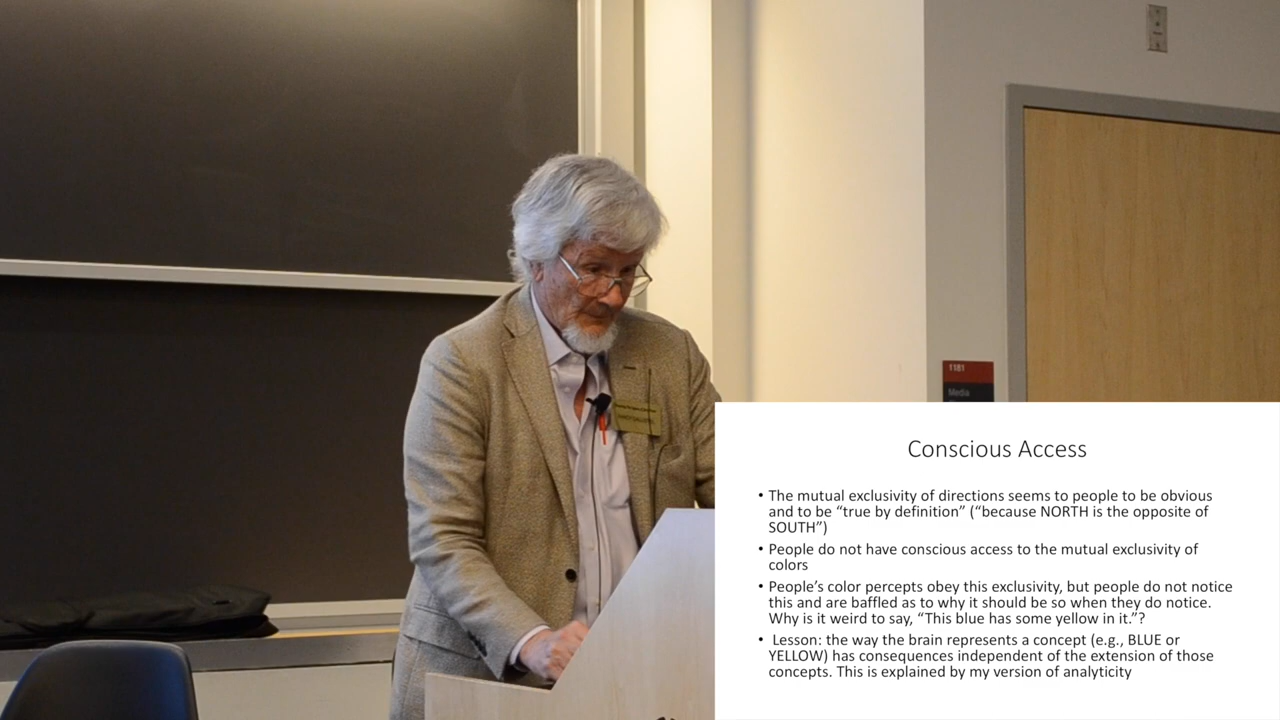 1181
Media
Conscious Access
• The mutual exclusivity of directions seems to people to be obvious
and to be “true by definition” (“because NORTH is the opposite of
SOUTH”)
• People do not have conscious access to the mutual exclusivity of
colors
• People’s color percepts obey this exclusivity, but people do not notice
this and are baffled as to why it should be so when they do notice.
Why is it weird to say, “This blue has some yellow in it.”?
• Lesson: the way the brain represents a concept (e.g., BLUE or
YELLOW) has consequences independent of the extension of those
concepts. This is explained by my version of analyticity